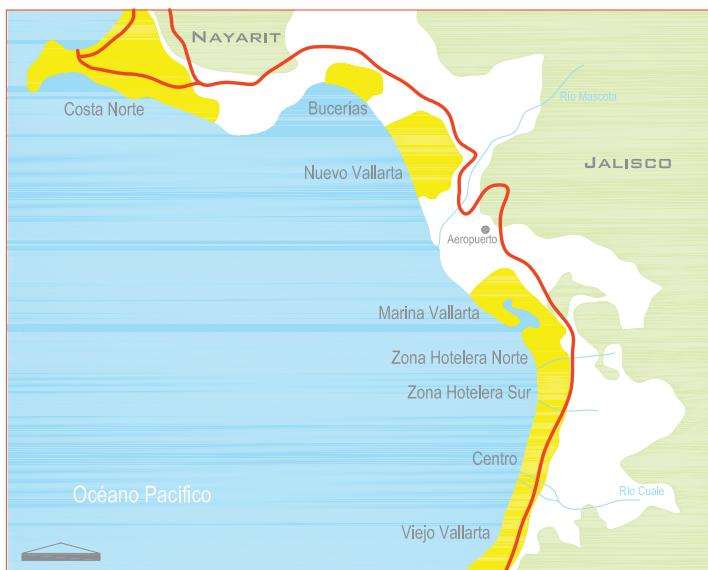 NAYARIT
Costa Norte
Bucerías
Río Mascota
JALISCO
Nuevo Vallarta
Aeropuerto
Marina Vallarta
Zona Hotelera Norte
Zona Hotelera Sur
Centro
Océano Pacífico
Río Cuale
Viejo Vallarta